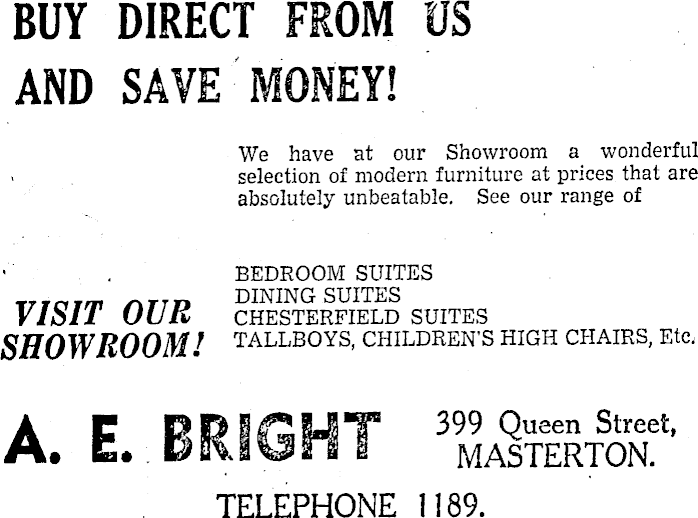 BUY DIRECT FROM US
AND SAVE MONEY!
We have at our Showroom a wonderful
selection of modern furniture at prices that are
absolutely unbeatable. See our range of
BEDROOM SUITES
DINING SUITES
CHESTERFIELD SUITES
TALLBOYS, CHILDREN'S HIGH CHAIRS, Etc.
VISIT OUR
SHOWROOM!
A. E. BRIGHT
399 Queen Street,
MASTERTON.
TELEPHONE 1189.